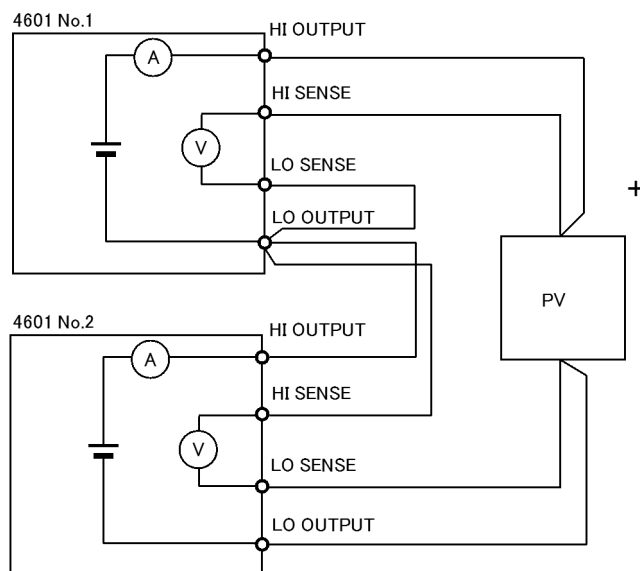 4601 No.1
HI OUTPUT
A
HI SENSE
V
LO SENSE
LO OUTPUT
+
PV
4601 No.2
HI OUTPUT
A
HI SENSE
V
LO SENSE
LO OUTPUT